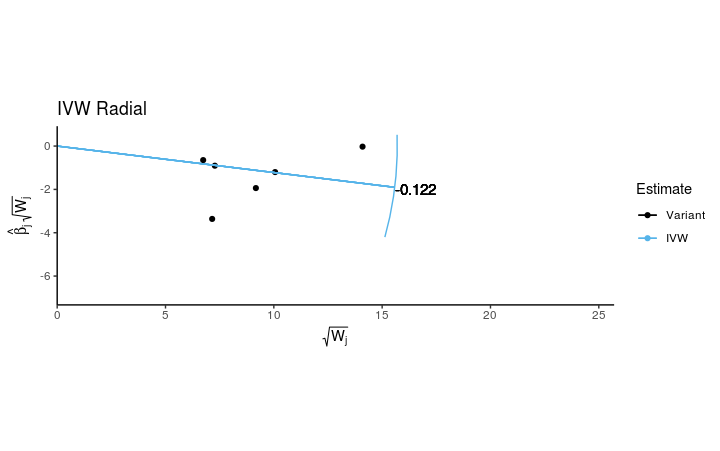 IVW Radial
0
-2
-4
-6
β̂j√Wj
-0.122
0 5 10 15 20 25
√Wj
Estimate
Variant
IVW